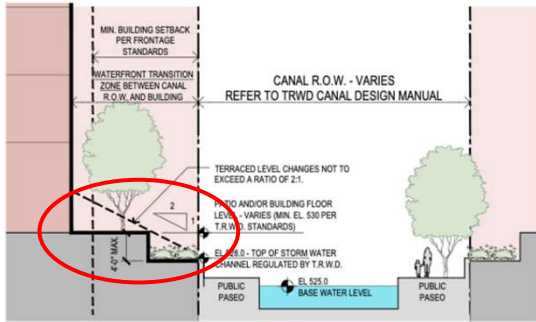 MIN. BUILDING SETBACK
PER FRONTAGE
STANDARDS
WATERFRONT TRANSITION
ZONE BETWEEN CANAL
R.O.W. AND BUILDING
CANAL R.O.W. - VARIES
REFER TO TRWD CANAL DESIGN MANUAL
TERRACED LEVEL CHANGES NOT TO
EXCEED A RATIO OF 2:1.
2
1
PATIO AND/OR BUILDING FLOOR
LEVEL - VARIES (MIN. EL. 530 PER
T.R.W.D. STANDARDS)
4'-0" MAX.
EL 528.0 - TOP OF STORM WATER
CHANNEL REGULATED BY T.R.W.D.
EL 525.0
BASE WATER LEVEL
PUBLIC
PASEO
PUBLIC
PASEO